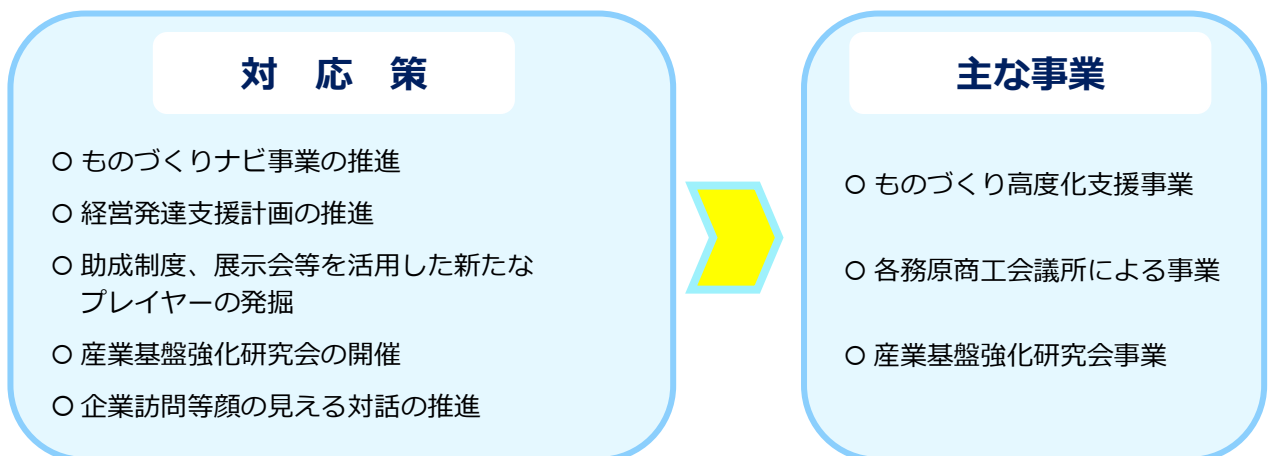 対 応 策
○ ものづくりナビ事業の推進
○ 経営発達支援計画の推進
○ 助成制度、展示会等を活用した新たな
プレイヤーの発掘
○ 産業基盤強化研究会の開催
○ 企業訪問等顔の見える対話の推進
主な事業
○ ものづくり高度化支援事業
○ 各務原商工会議所による事業
○ 産業基盤強化研究会事業